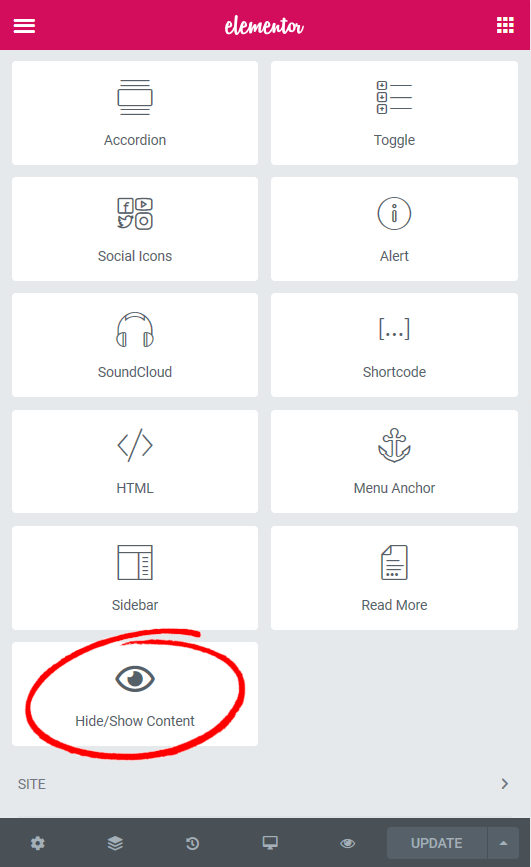 elementor
Accordion
Toggle
Social Icons
Alert
SoundCloud
[...]
Shortcode
HTML
Menu Anchor
Sidebar
Read More
Hide/Show Content
SITE
UPDATE